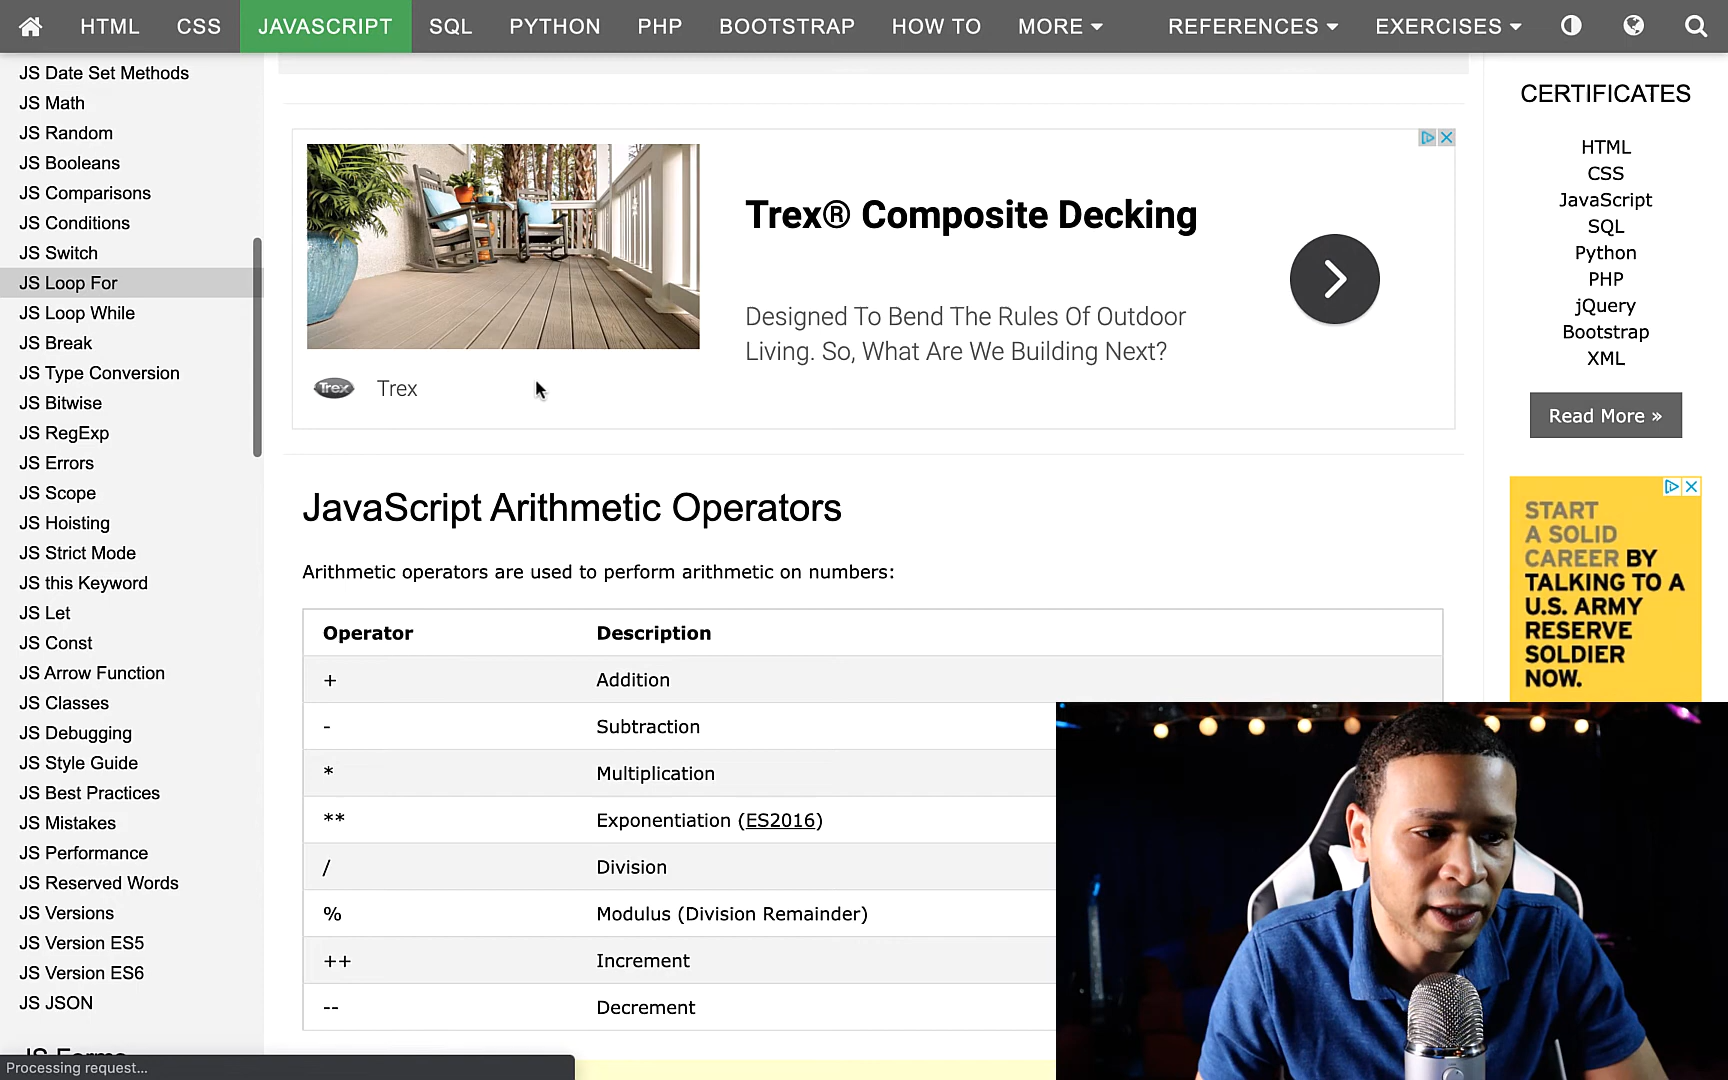 HTML CSS JAVASCRIPT SQL PYTHON PHP BOOTSTRAP HOW TO MORE REFERENCES EXERCISES
JS Date Set Methods
JS Math
JS Random
JS Booleans
JS Comparisons
JS Conditions
JS Switch
JS Loop For
JS Loop While
JS Break
JS Type Conversion
JS Bitwise
JS RegExp
JS Errors
JS Scope
JS Hoisting
JS Strict Mode
JS this Keyword
JS Let
JS Const
JS Arrow Function
JS Classes
JS Debugging
JS Style Guide
JS Best Practices
JS Mistakes
JS Performance
JS Reserved Words
JS Versions
JS Version ES5
JS Version ES6
JS JSON
JS Forms
Processing request...
Trex® Composite Decking
Designed To Bend The Rules Of Outdoor
Living. So, What Are We Building Next?
Trex Trex
JavaScript Arithmetic Operators
Arithmetic operators are used to perform arithmetic on numbers:
Operator Description
+ Addition
- Subtraction
* Multiplication
** Exponentiation (ES2016)
/ Division
% Modulus (Division Remainder)
++ Increment
-- Decrement
CERTIFICATES
HTML
CSS
JavaScript
SQL
Python
PHP
jQuery
Bootstrap
XML
Read More »
START
A SOLID
CAREER BY
TALKING TO A
U.S. ARMY
RESERVE
SOLDIER
NOW.